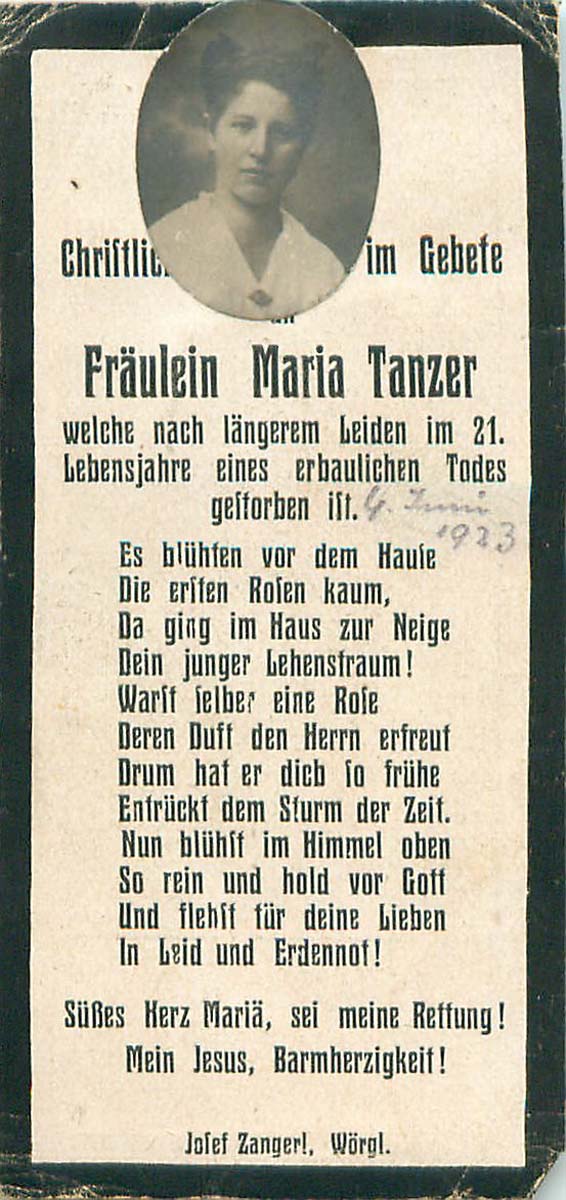 Chriſtlic im Gebete
an
Fräulein Maria Tanzer
welche nach längerem Leiden im 21.
Lebensjahre eines erbaulichen Todes
geſtorben iſt. 4. Juni
1923
Es blühten vor dem Hauſe
Die erſten Roſen kaum,
Da ging im Haus zur Neige
Dein junger Lebenstraum!
Warſt ſelber eine Roſe
Deren Duft den Herrn erfreut
Drum hat er dich ſo frühe
Entrückt dem Sturm der Zeit.
Nun blühſt im Himmel oben
So rein und hold vor Gott
Und flehſt für deine Lieben
In Leid und Erdennot!
Süßes Herz Mariä, sei meine Rettung!
Mein Jesus, Barmherzigkeit!
Joſef Zangerl, Wörgl.